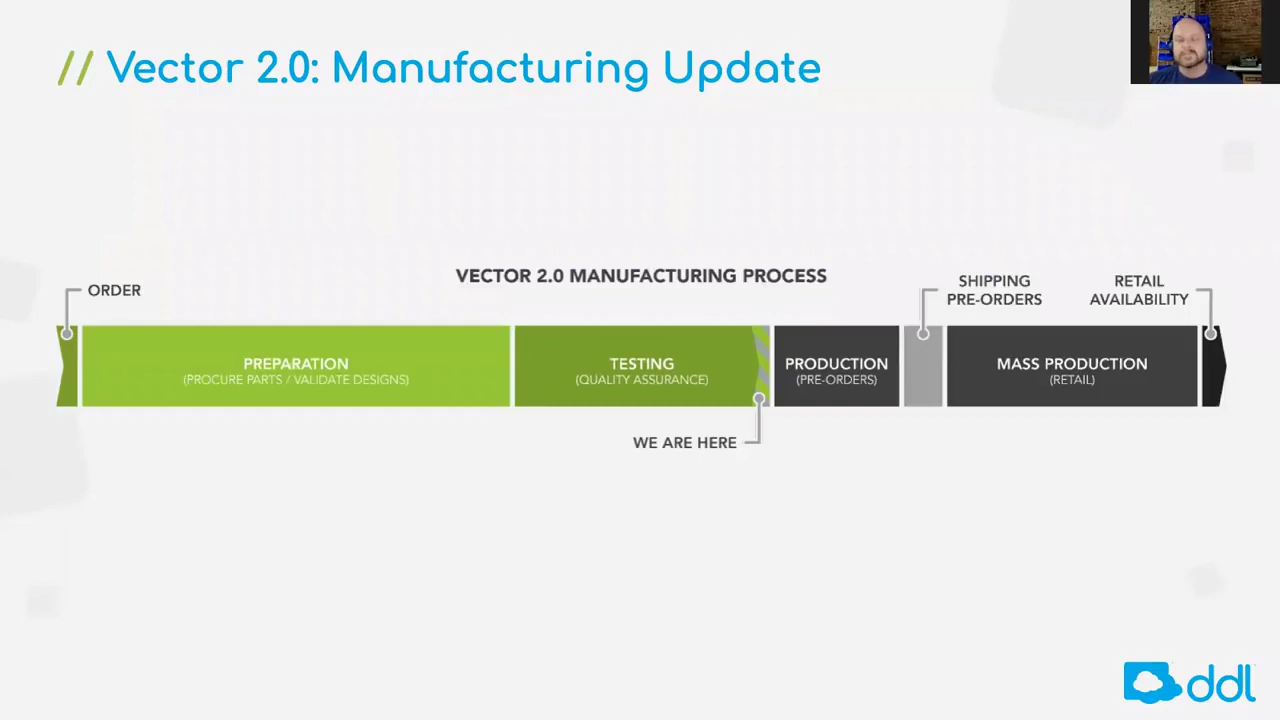 // Vector 2.0: Manufacturing Update
VECTOR 2.0 MANUFACTURING PROCESS
ORDER
SHIPPING
PRE-ORDERS
RETAIL
AVAILABILITY
PREPARATION
(PROCURE PARTS / VALIDATE DESIGNS)
TESTING
(QUALITY ASSURANCE)
PRODUCTION
(PRE-ORDERS)
MASS PRODUCTION
(RETAIL)
WE ARE HERE
ddl